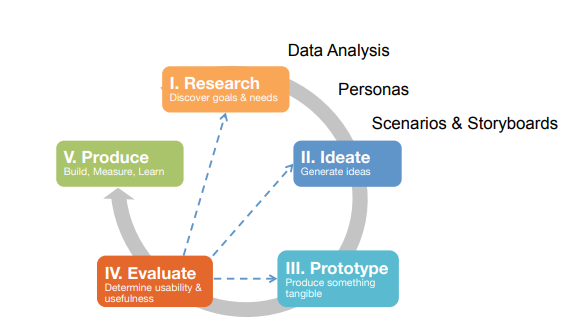 Data Analysis
I. Research
Discover goals & needs
Personas
Scenarios & Storyboards
V. Produce
Build, Measure, Learn
II. Ideate
Generate ideas
IV. Evaluate
Determine usability &
usefulness
III. Prototype
Produce something
tangible